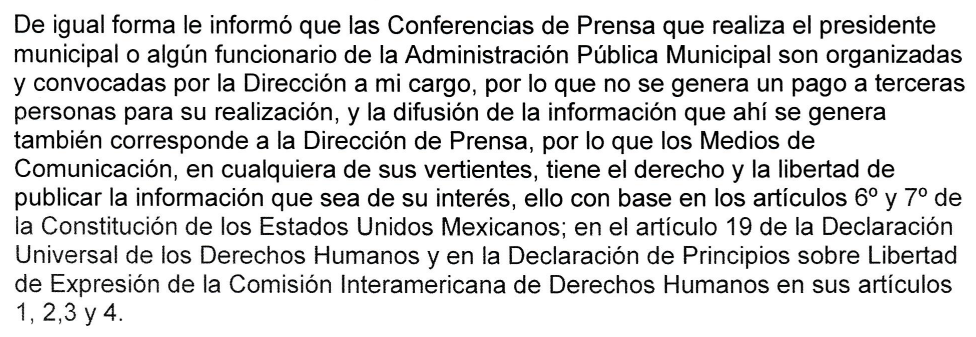 De igual forma le informó que las Conferencias de Prensa que realiza el presidente
municipal o algún funcionario de la Administración Pública Municipal son organizadas
y convocadas por la Dirección a mi cargo, por lo que no se genera un pago a terceras
personas para su realización, y la difusión de la información que ahí se genera
también corresponde a la Dirección de Prensa, por lo que los Medios de
Comunicación, en cualquiera de sus vertientes, tiene el derecho y la libertad de
publicar la información que sea de su interés, ello con base en los artículos 6º y 7º de
la Constitución de los Estados Unidos Mexicanos; en el artículo 19 de la Declaración
Universal de los Derechos Humanos y en la Declaración de Principios sobre Libertad
de Expresión de la Comisión Interamericana de Derechos Humanos en sus artículos
1, 2,3 y 4.